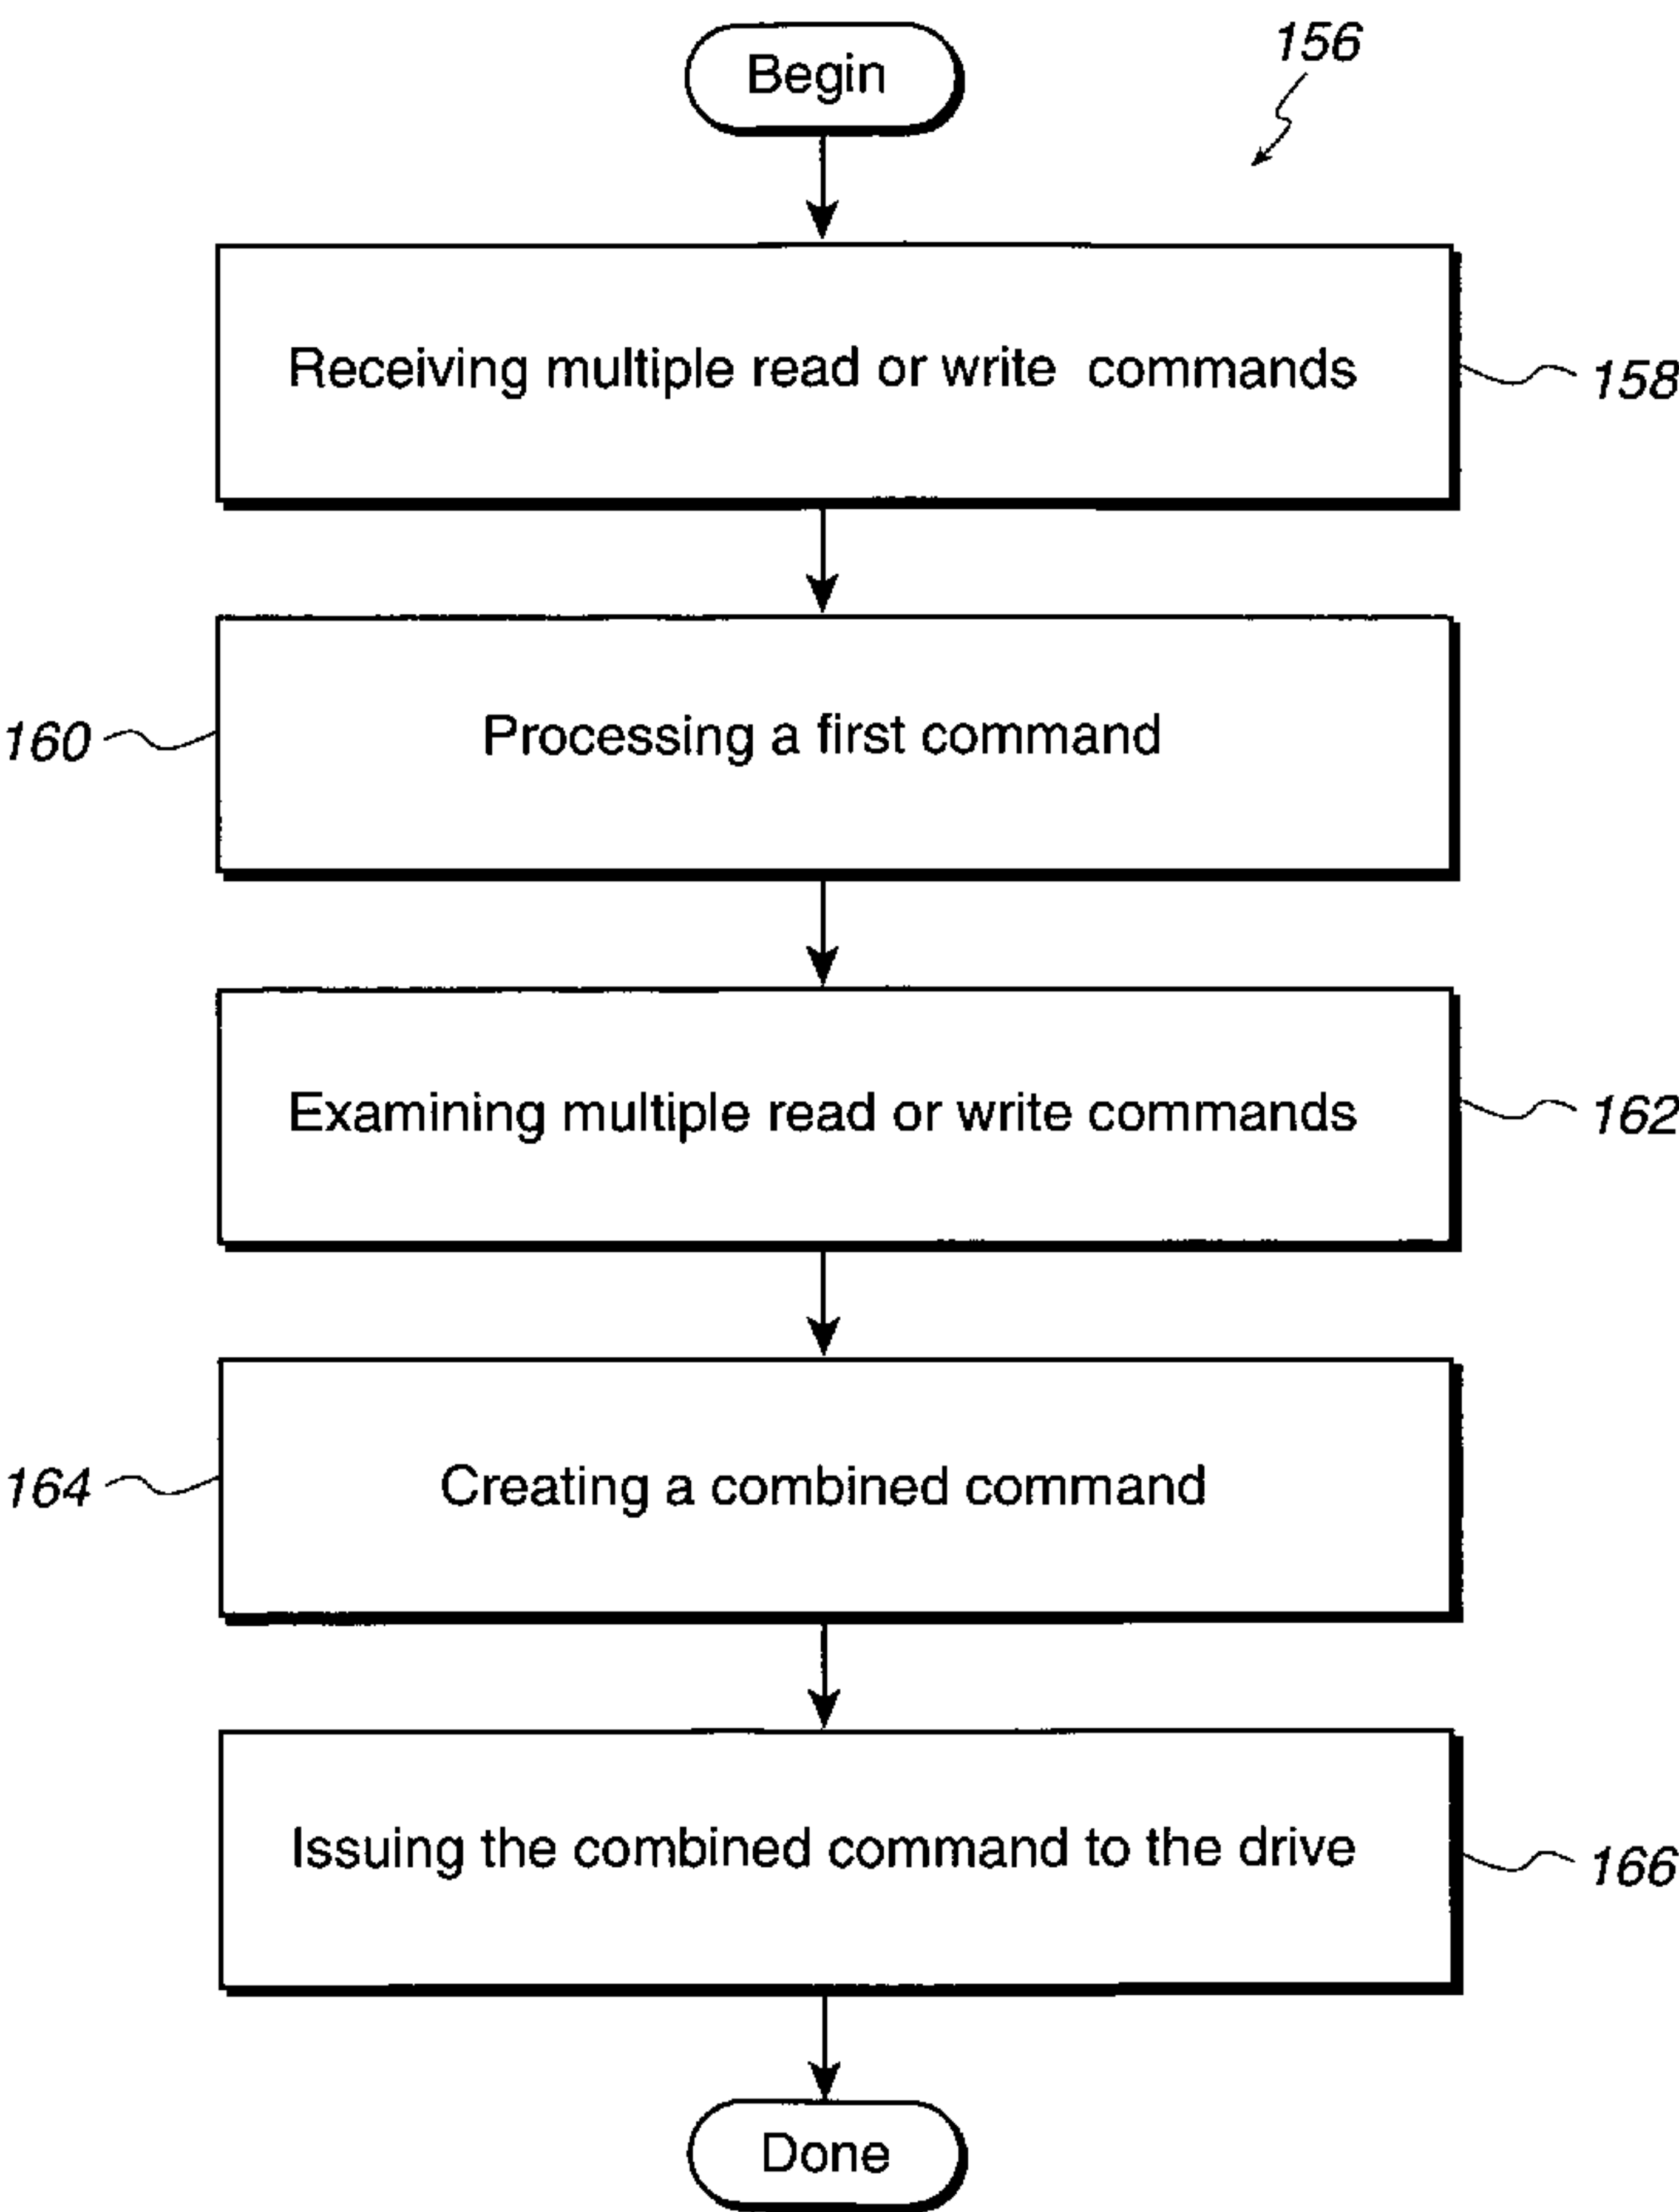 Begin
156
Receiving multiple read or write commands
158
160
Processing a first command
Examining multiple read or write commands
162
164
Creating a combined command
Issuing the combined command to the drive
166
Done